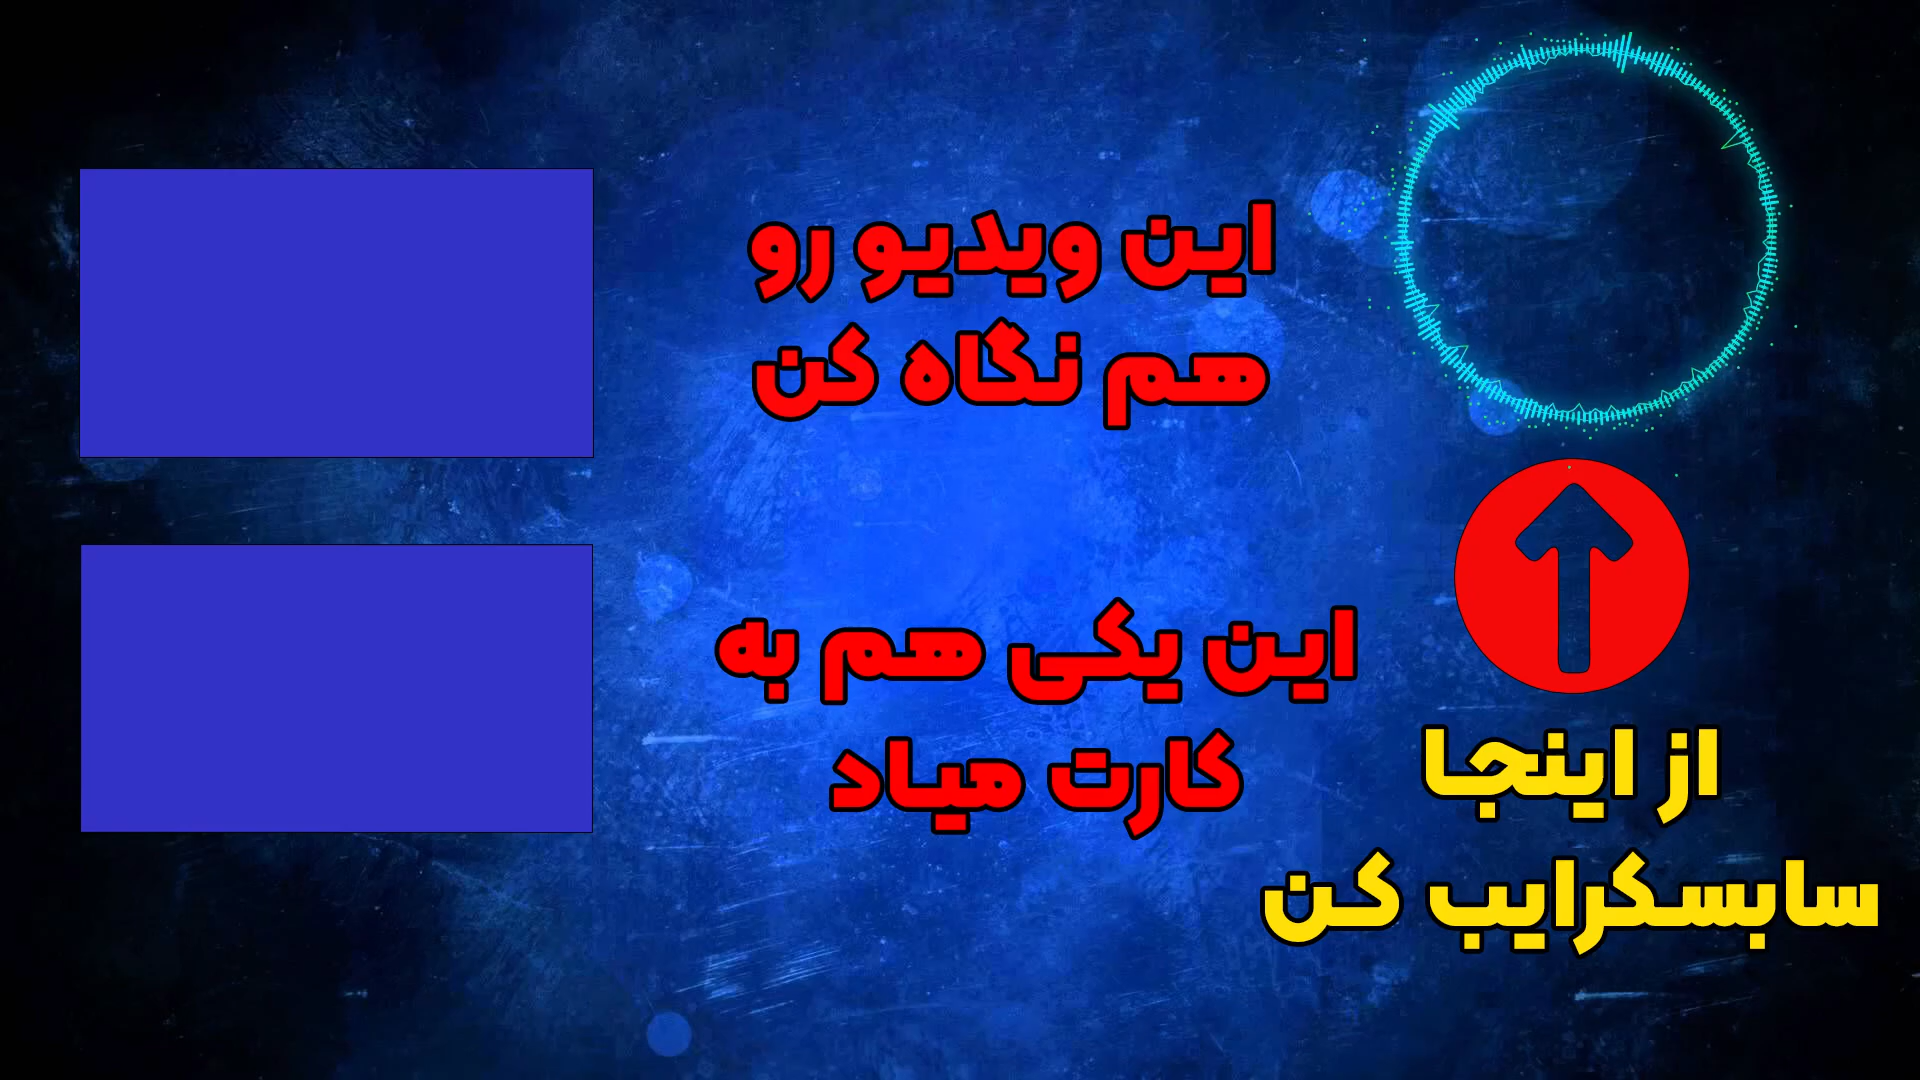 این ویدیو رو
هم نگاه کن
این یکی هم به
کارت میاد
از اینجا
سابسکرایب کن